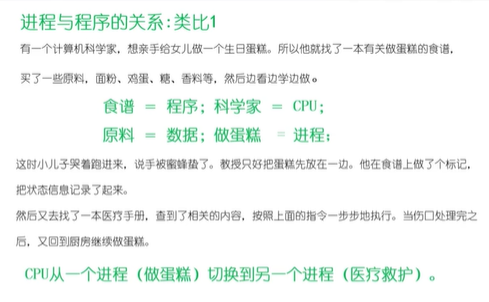 进程与程序的关系:类比1
有一个计算机科学家，想亲手给女儿做一个生日蛋糕。所以他就找了一本有关做蛋糕的食谱，
买了一些原料，面粉、鸡蛋、糖、香料等，然后边看边学边做。
食谱 = 程序; 科学家 = CPU;
原料 = 数据; 做蛋糕 = 进程;
这时小儿子哭着跑进来，说手被蜜蜂蛰了。教授只好把蛋糕先放在一边。他在食谱上做了个标记，
把状态信息记录了起来。
然后又去找了一本医疗手册，查到了相关的内容，按照上面的指令一步步地执行。当伤口处理完之
后，又回到厨房继续做蛋糕。
CPU从一个进程（做蛋糕）切换到另一个进程（医疗救护）。